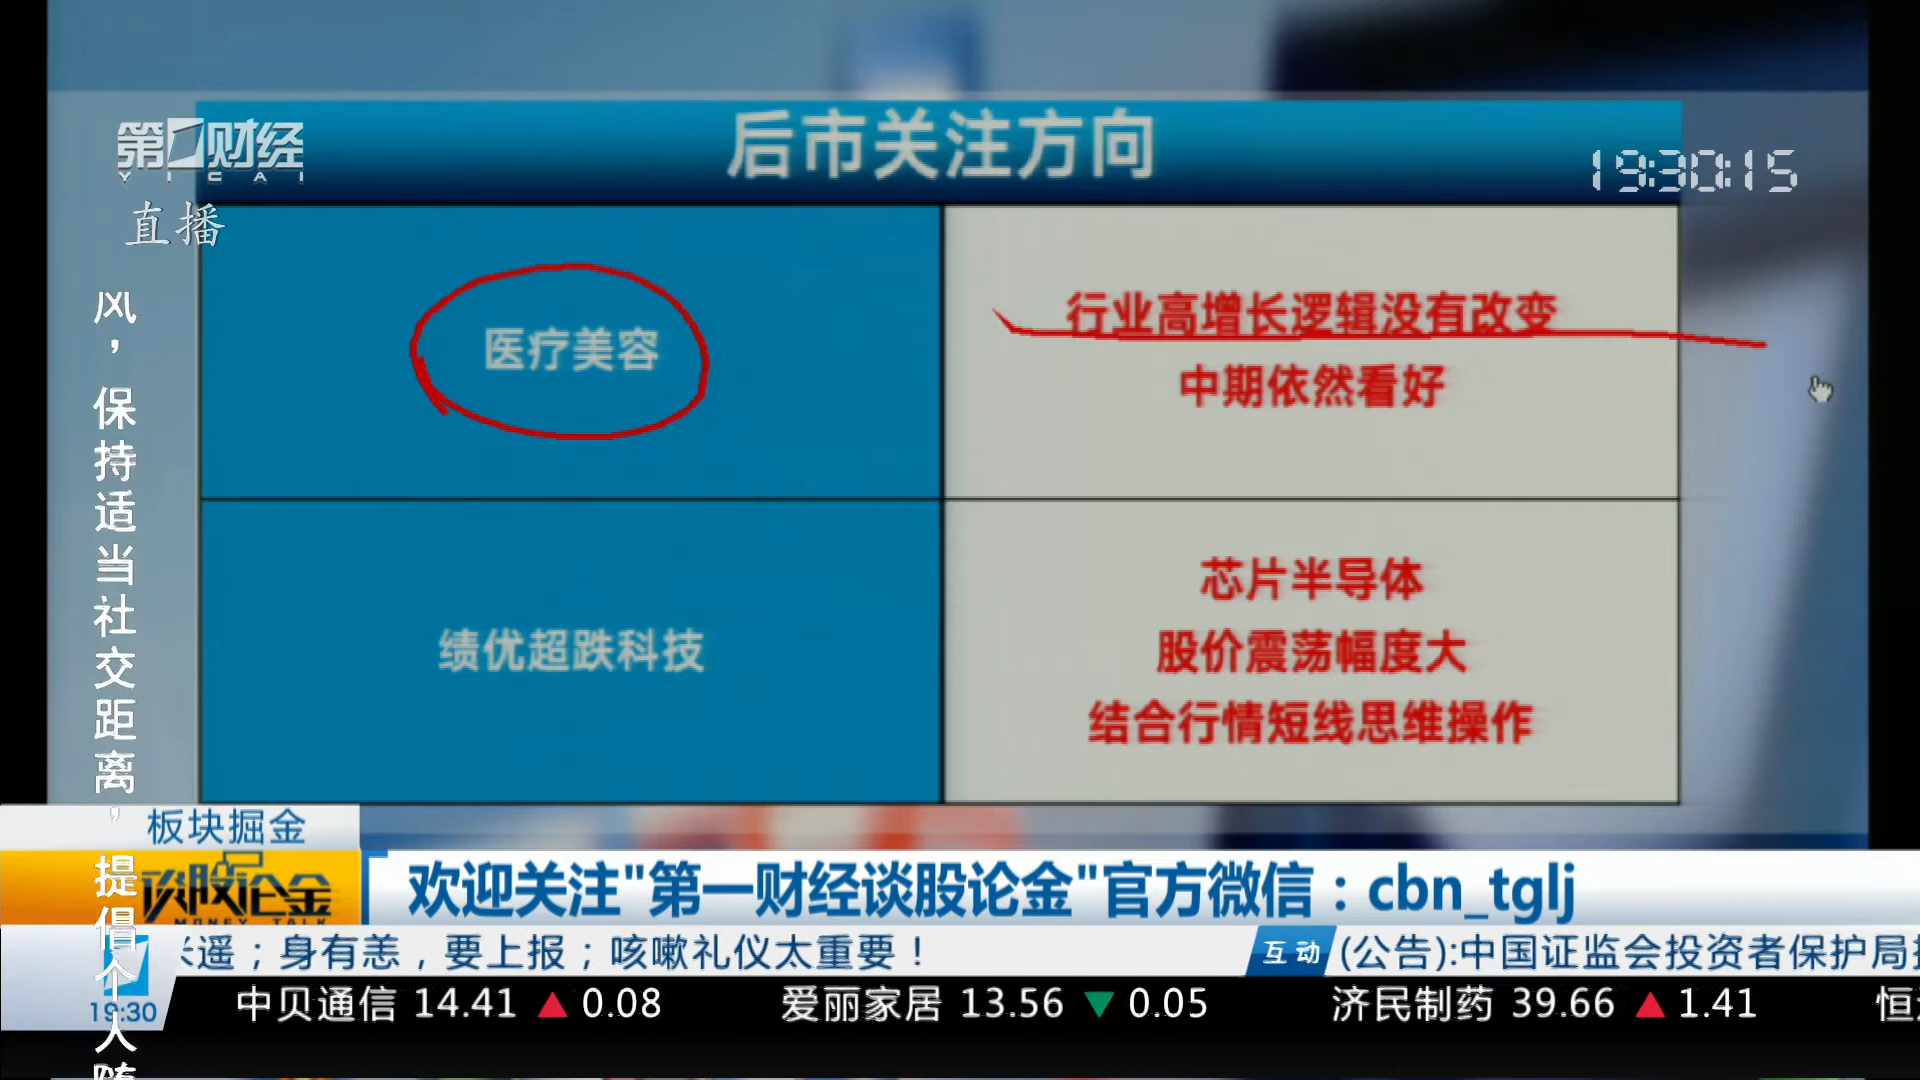 后市关注方向
第一财经
YICAI
直播
19:30:15
医疗美容
行业高增长逻辑没有改变
中期依然看好
绩优超跌科技
芯片半导体
股价震荡幅度大
结合行情短线思维操作
风，保持适当社交距离，提倡个人随
板块掘金
谈股论金
MONEY TALK
欢迎关注"第一财经谈股论金"官方微信：cbn_tglj
遥；身有恙，要上报；咳嗽礼仪太重要！
互动
(公告):中国证监会投资者保护局
19:30
中贝通信 14.41 ▲ 0.08 爱丽家居 13.56 ▼ 0.05 济民制药 39.66 ▲ 1.41 恒